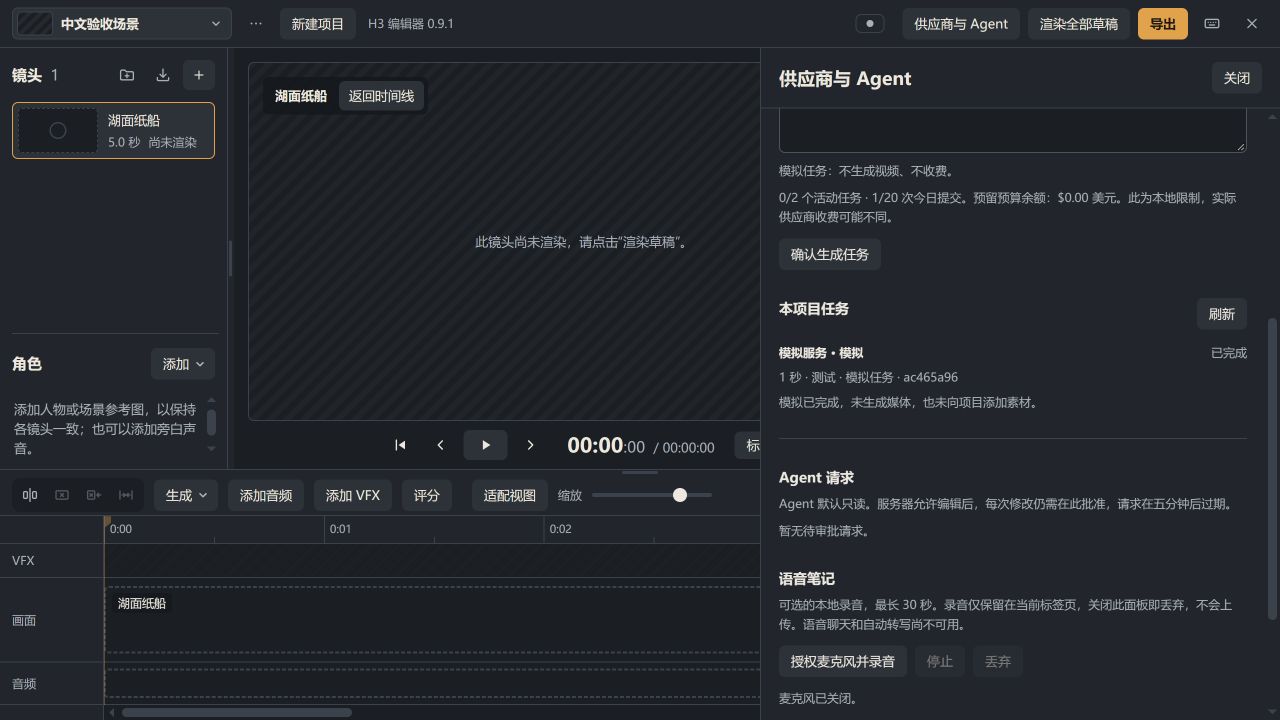 中文验收场景
新建项目
H3 编辑器 0.9.1
供应商与 Agent
渲染全部草稿
导出
镜头 1
湖面纸船
5.0 秒 尚未渲染
角色
添加
添加人物或场景参考图，以保持
各镜头一致；也可以添加旁白声
音。
湖面纸船
返回时间线
此镜头尚未渲染，请点击“渲染草稿”。
00:00:00 / 00:00:00
标
生成
添加音频
添加 VFX
评分
适配视图
缩放
0:00
0:01
0:02
VFX
画面
湖面纸船
音频
供应商与 Agent
关闭
模拟任务：不生成视频、不收费。
0/2 个活动任务 · 1/20 次今日提交。预留预算余额：$0.00 美元。此为本地限制，实际
供应商收费可能不同。
确认生成任务
本项目任务
刷新
模拟服务 • 模拟
已完成
1 秒 · 测试 · 模拟任务 · ac465a96
模拟已完成，未生成媒体，也未向项目添加素材。
Agent 请求
Agent 默认只读。服务器允许编辑后，每次修改仍需在此批准，请求在五分钟后过期。
暂无待审批请求。
语音笔记
可选的本地录音，最长 30 秒。录音仅保留在当前标签页，关闭此面板即丢弃，不会上
传。语音聊天和自动转写尚不可用。
授权麦克风并录音
停止
丢弃
麦克风已关闭。